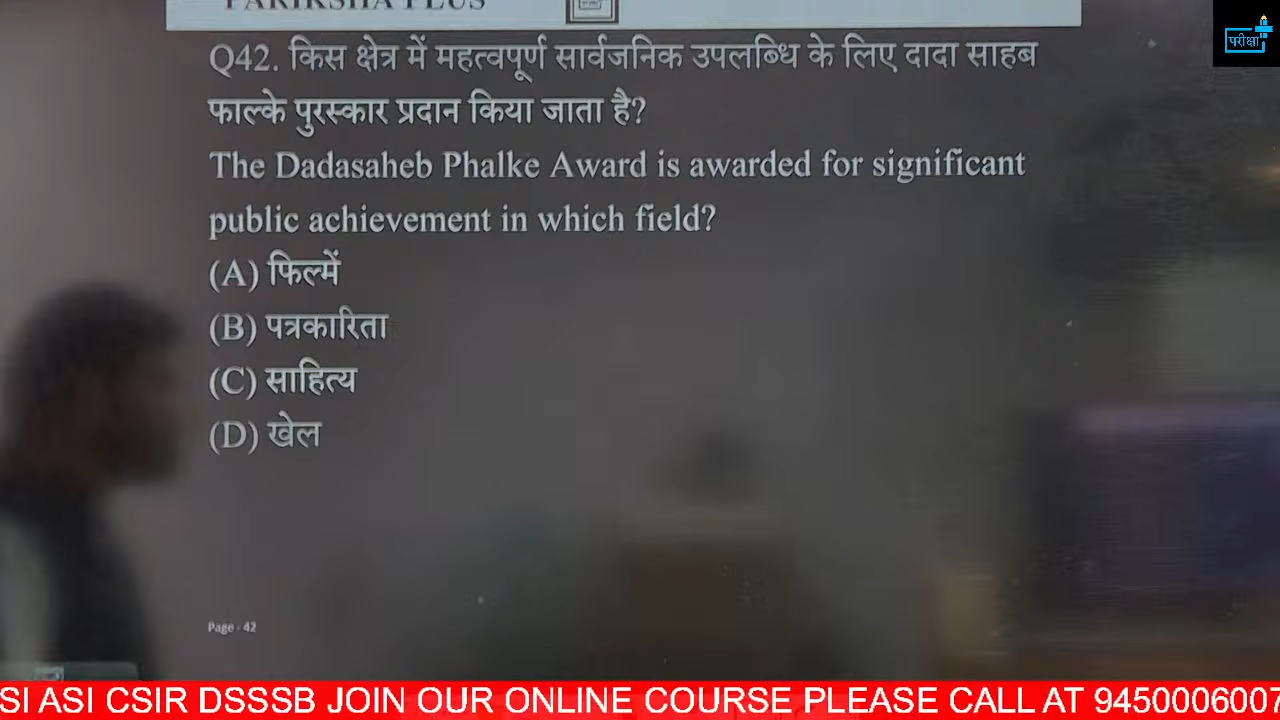 PARIKSHA PLUS
परीक्षा
Q42. किस क्षेत्र में महत्वपूर्ण सार्वजनिक उपलब्धि के लिए दादा साहब
फाल्के पुरस्कार प्रदान किया जाता है?
The Dadasaheb Phalke Award is awarded for significant
public achievement in which field?
(A) फिल्में
(B) पत्रकारिता
(C) साहित्य
(D) खेल
Page - 42
SI ASI CSIR DSSSB JOIN OUR ONLINE COURSE PLEASE CALL AT 9450006007